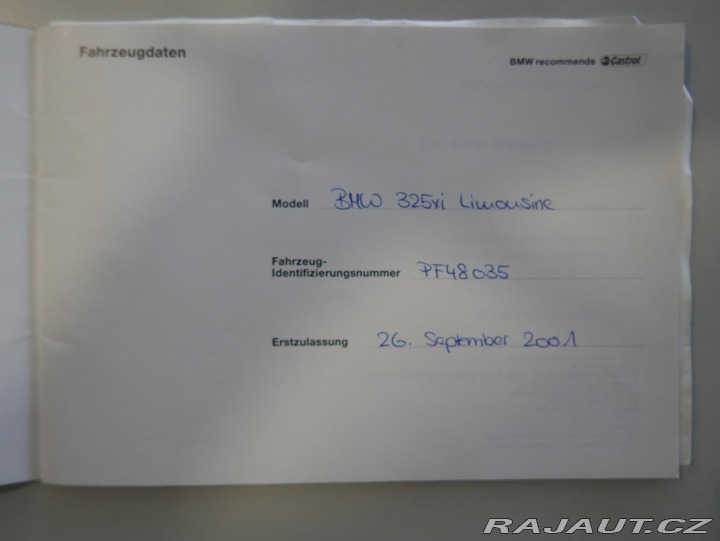 Fahrzeugdaten
BMW recommends Castrol
Modell BMW 325xi Limousine
Fahrzeug-
Identifizierungsnummer PF48035
Erstzulassung 26. September 2001
RAJAUT.CZ